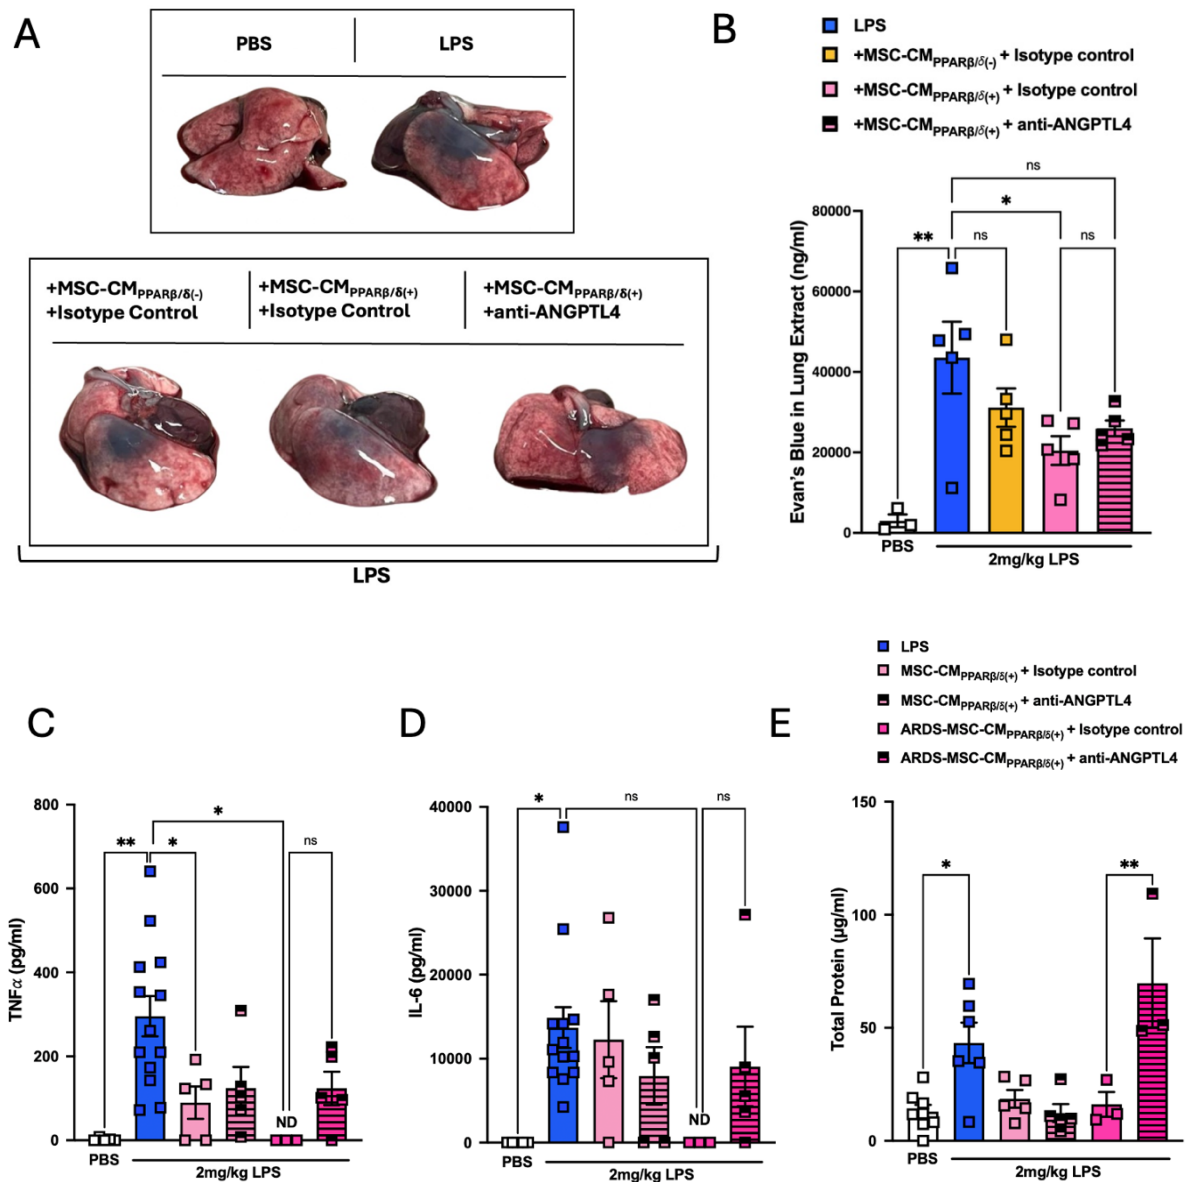 A
PBS
LPS
+MSC-CMPPARβ/δ(-)
+Isotype Control
+MSC-CMPPARβ/δ(+)
+Isotype Control
+MSC-CMPPARβ/δ(+)
+anti-ANGPTL4
LPS
B
LPS
+MSC-CMPPARβ/δ(-) + Isotype control
+MSC-CMPPARβ/δ(+) + Isotype control
+MSC-CMPPARβ/δ(+) + anti-ANGPTL4
ns
*
** ns ns
Evan's Blue in Lung Extract (ng/ml)
80000
60000
40000
20000
0
PBS
2mg/kg LPS
C
*
** * ns
TNFα (pg/ml)
800
600
400
200
0
ND
PBS
2mg/kg LPS
D
* ns ns
IL-6 (pg/ml)
40000
30000
20000
10000
0
ND
PBS
2mg/kg LPS
E
LPS
MSC-CMPPARβ/δ(+) + Isotype control
MSC-CMPPARβ/δ(+) + anti-ANGPTL4
ARDS-MSC-CMPPARβ/δ(+) + Isotype control
ARDS-MSC-CMPPARβ/δ(+) + anti-ANGPTL4
* **
Total Protein (µg/ml)
150
100
50
0
PBS
2mg/kg LPS